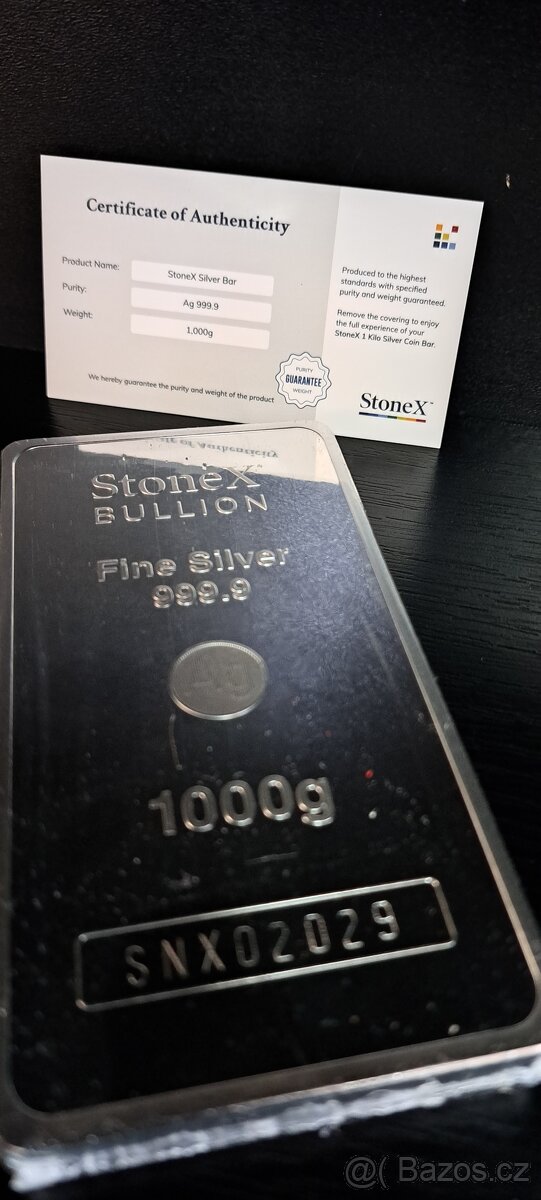 Certificate of Authenticity
Product Name:
StoneX Silver Bar
Purity:
Ag 999.9
Weight:
1,000g
We hereby guarantee the purity and weight of the product
PURITY
GUARANTEE
WEIGHT
Produced to the highest
standards with specified
purity and weight guaranteed.
Remove the covering to enjoy
the full experience of your
StoneX 1 Kilo Silver Coin Bar.
StoneX™
StoneX
BULLION
Fine Silver
999.9
Ag
1000g
SNX02029
@( Bazos.cz